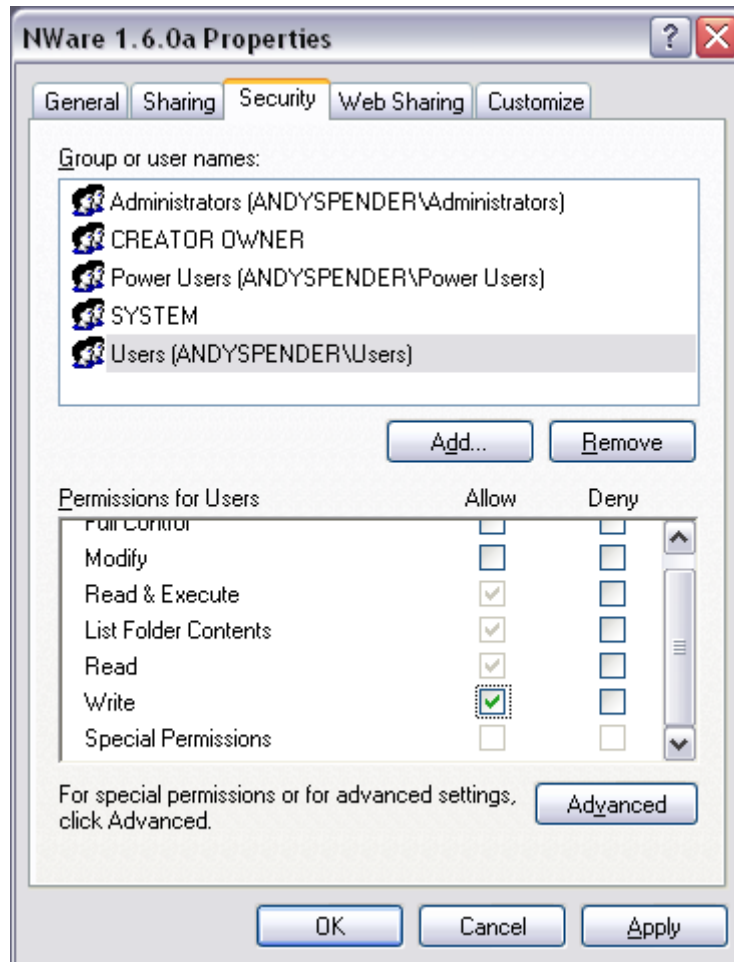 NWare 1.6.0a Properties
General Sharing Security Web Sharing Customize
Group or user names:
Administrators (ANDYSPENDER\Administrators)
CREATOR OWNER
Power Users (ANDYSPENDER\Power Users)
SYSTEM
Users (ANDYSPENDER\Users)
Add... Remove
Permissions for Users Allow Deny
Full Control
Modify
Read & Execute
List Folder Contents
Read
Write
Special Permissions
For special permissions or for advanced settings, Advanced
click Advanced.
OK Cancel Apply